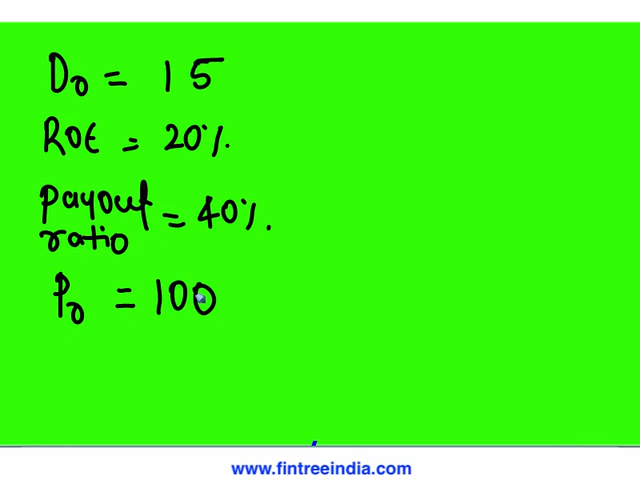 D0 = 15
ROE = 20%.
payout
ratio = 40%.
P0 = 100
www.fintreeindia.com